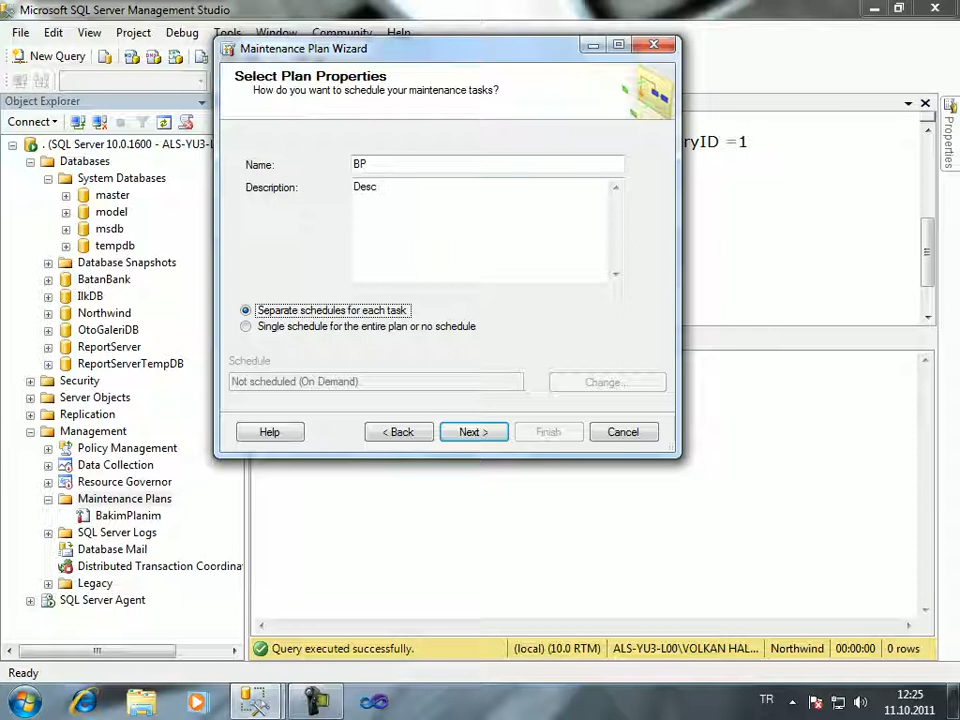 Microsoft SQL Server Management Studio
File Edit View Project Debug Tools Window Community Help
New Query
Object Explorer
Connect
. (SQL Server 10.0.1600 - ALS-YU3-L
Databases
System Databases
master
model
msdb
tempdb
Database Snapshots
BatanBank
IlkDB
Northwind
OtoGaleriDB
ReportServer
ReportServerTempDB
Security
Server Objects
Replication
Management
Policy Management
Data Collection
Resource Governor
Maintenance Plans
BakimPlanim
SQL Server Logs
Database Mail
Distributed Transaction Coordina
Legacy
SQL Server Agent
Maintenance Plan Wizard
Select Plan Properties
How do you want to schedule your maintenance tasks?
Name: BP
Description: Desc
Separate schedules for each task
Single schedule for the entire plan or no schedule
Schedule
Not scheduled (On Demand) Change...
Help < Back Next > Finish Cancel
ryID =1
Properties
Query executed successfully. (local) (10.0 RTM) ALS-YU3-L00\VOLKAN HAL... Northwind 00:00:00 0 rows
Ready
TR 12:25
11.10.2011